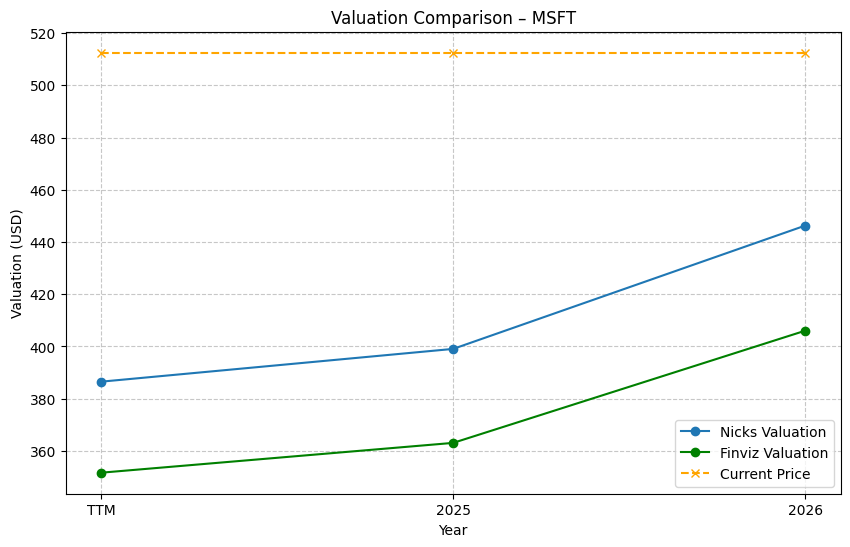 Valuation Comparison – MSFT
Valuation (USD)
520
500
480
460
440
420
400
380
360
TTM
2025
2026
Year
Nicks Valuation
Finviz Valuation
Current Price